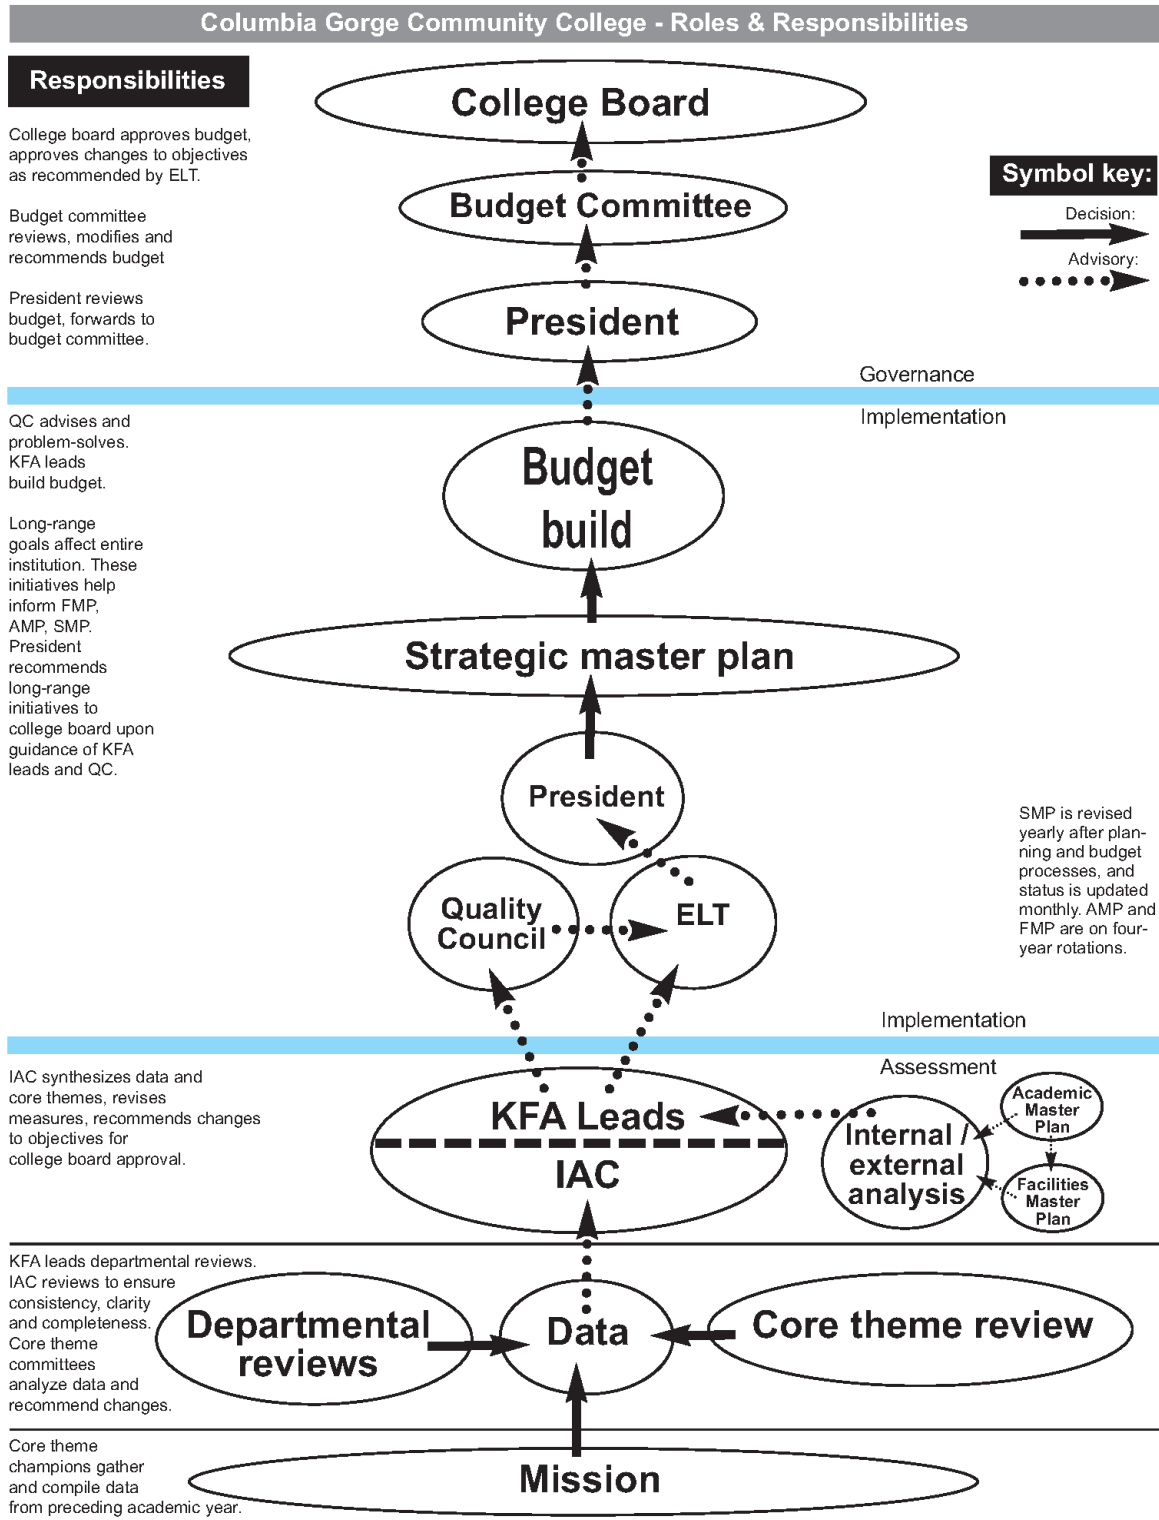 Columbia Gorge Community College - Roles & Responsibilities
Responsibilities
College board approves budget,
approves changes to objectives
as recommended by ELT.
Budget committee
reviews, modifies and
recommends budget
President reviews
budget, forwards to
budget committee.
College Board
Budget Committee
President
Symbol key:
Decision:
Advisory:
Governance
Implementation
QC advises and
problem-solves.
KFA leads
build budget.
Long-range
goals affect entire
institution. These
initiatives help
inform FMP,
AMP, SMP.
President
recommends
long-range
initiatives to
college board upon
guidance of KFA
leads and QC.
Budget
build
Strategic master plan
President
Quality
Council
ELT
SMP is revised
yearly after plan-
ning and budget
processes, and
status is updated
monthly. AMP and
FMP are on four-
year rotations.
Implementation
Assessment
IAC synthesizes data and
core themes, revises
measures, recommends changes
to objectives for
college board approval.
KFA Leads
IAC
Internal /
external
analysis
Academic
Master
Plan
Facilities
Master
Plan
KFA leads departmental reviews.
IAC reviews to ensure
consistency, clarity
and completeness.
Core theme
committees
analyze data and
recommend changes.
Departmental
reviews
Data
Core theme review
Core theme
champions gather
and compile data
from preceding academic year.
Mission